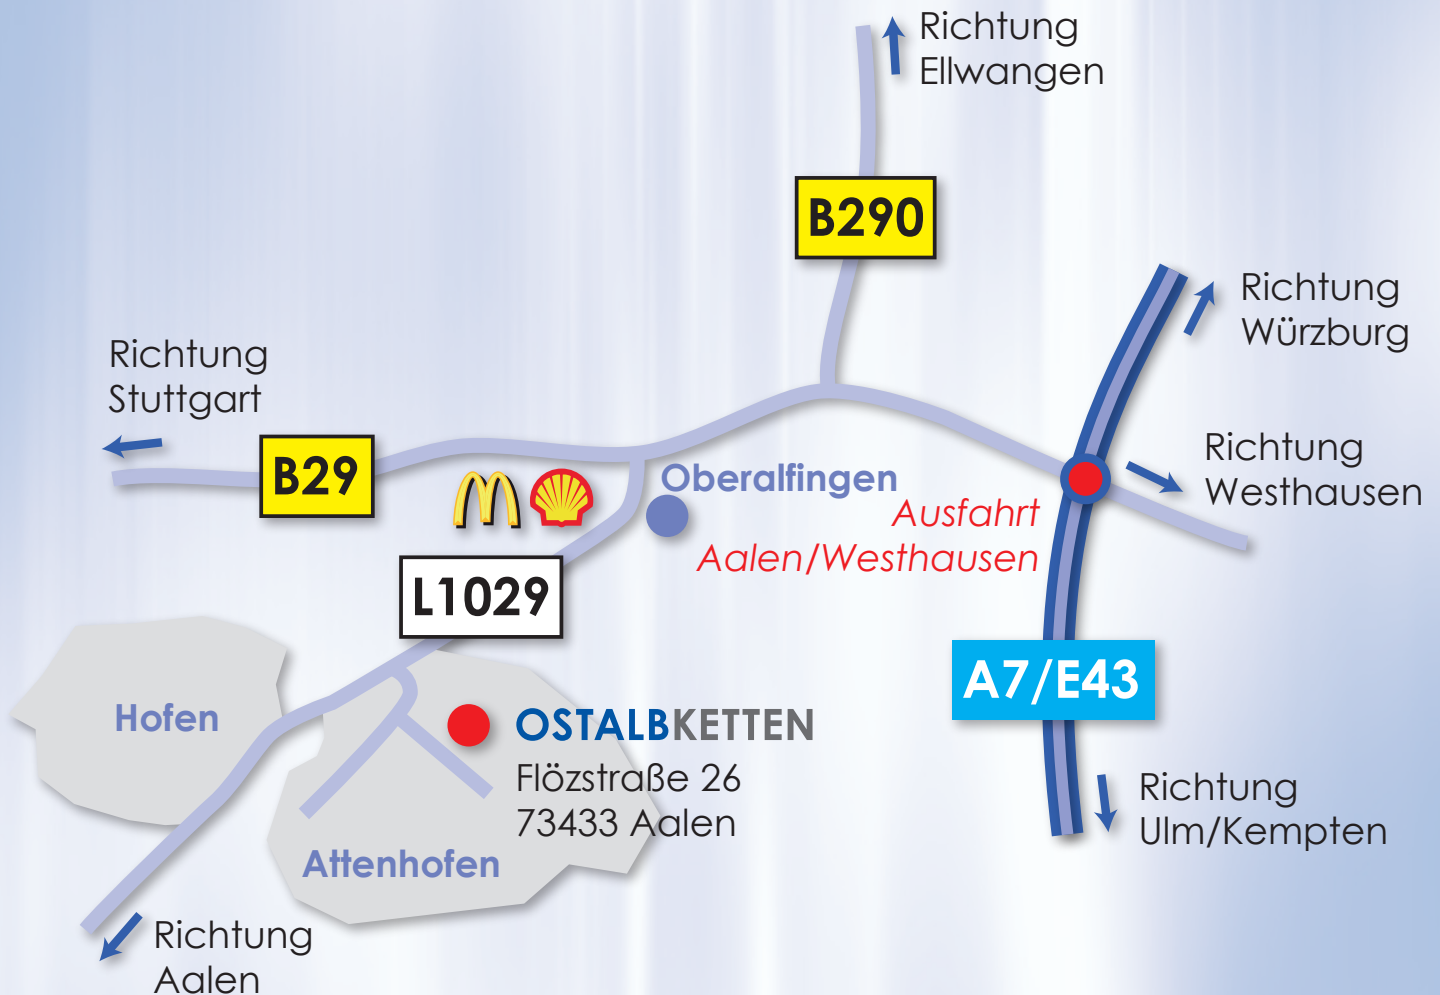 Richtung
Ellwangen
B290
Richtung
Würzburg
Richtung
Stuttgart
B29
Richtung
Westhausen
Oberalfingen
Ausfahrt
Aalen/Westhausen
L1029
A7/E43
Hofen
OSTALBKETTEN
Flözstraße 26
73433 Aalen
Richtung
Ulm/Kempten
Attenhofen
Richtung
Aalen